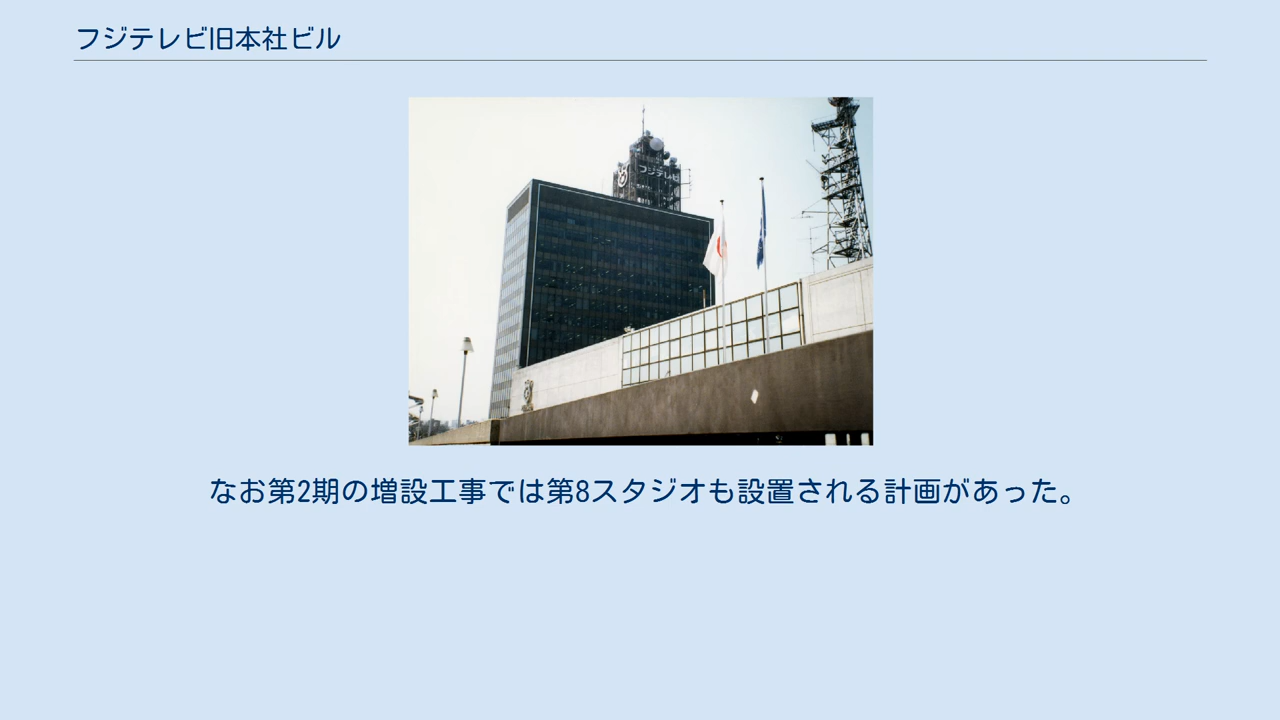 フジテレビ旧本社ビル
フジテレビ
なお第2期の増設工事では第8スタジオも設置される計画があった。